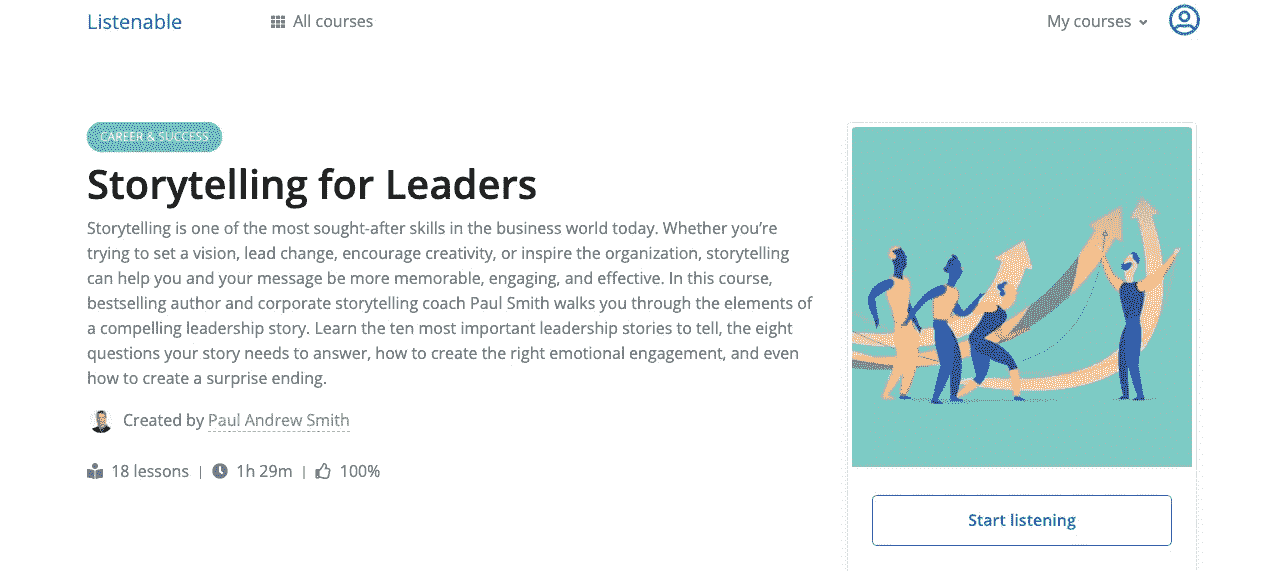 Listenable
All courses
My courses
CAREER & SUCCESS
Storytelling for Leaders
Storytelling is one of the most sought-after skills in the business world today. Whether you’re
trying to set a vision, lead change, encourage creativity, or inspire the organization, storytelling
can help you and your message be more memorable, engaging, and effective. In this course,
bestselling author and corporate storytelling coach Paul Smith walks you through the elements of
a compelling leadership story. Learn the ten most important leadership stories to tell, the eight
questions your story needs to answer, how to create the right emotional engagement, and even
how to create a surprise ending.
Created by Paul Andrew Smith
18 lessons | 1h 29m | 100%
Start listening